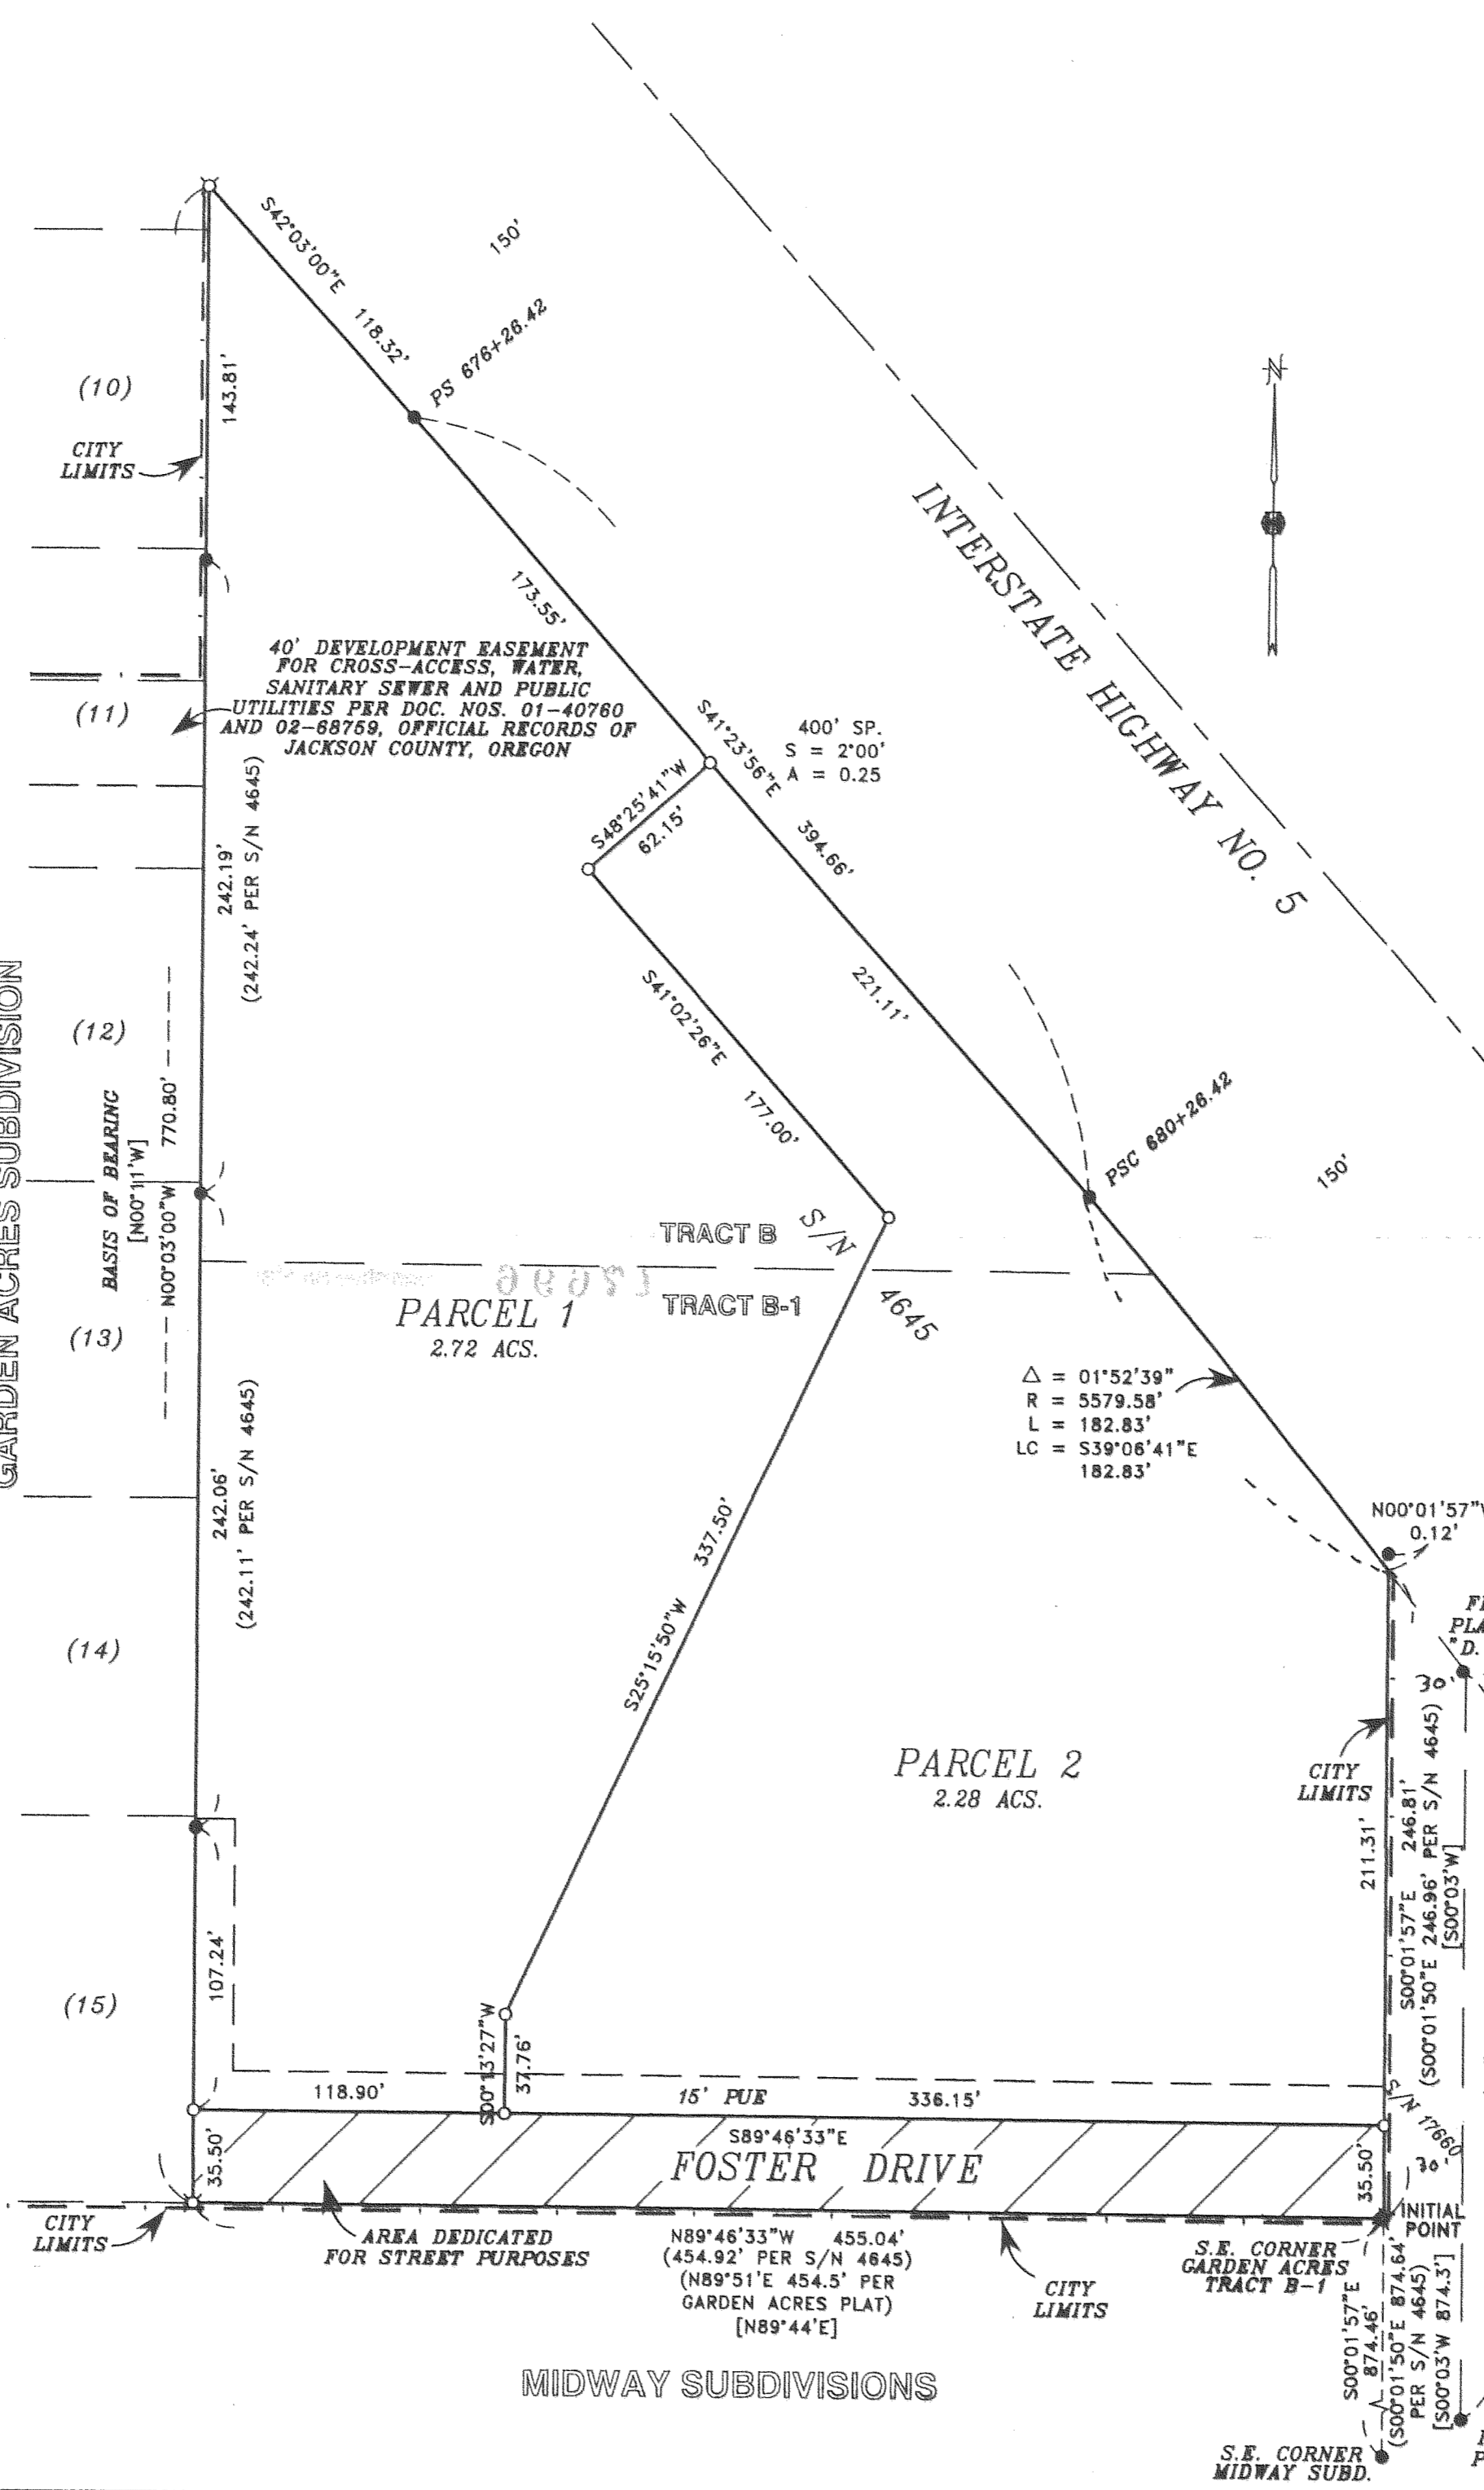 S42°03'00"E
118.32'
150'
PS 676+26.42
N
(10)
143.81'
CITY
LIMITS
173.55'
INTERSTATE HIGHWAY NO. 5
40' DEVELOPMENT EASEMENT
FOR CROSS-ACCESS, WATER,
SANITARY SEWER AND PUBLIC
UTILITIES PER DOC. NOS. 01-40760
AND 02-68759, OFFICIAL RECORDS OF
JACKSON COUNTY, OREGON
(11)
S41°23'56"E
394.66'
400' SP.
S = 2°00'
A = 0.25
S48°25'41"W
62.15'
242.19'
(242.24' PER S/N 4645)
GARDEN ACRES SUBDIVISION
(12)
BASIS OF BEARING
[N00°11'W]
N00°03'00"W 770.80'
S41°02'26"E
177.00'
221.11'
PSC 680+26.42
150'
TRACT B
S/N 4645
TRACT B-1
PARCEL 1
2.72 ACS.
(13)
△ = 01°52'39"
R = 5579.58'
L = 182.83'
LC = S39°06'41"E
182.83'
242.06'
(242.11' PER S/N 4645)
N00°01'57"W
0.12'
337.50'
S25°15'50"W
(14)
30'
PARCEL 2
2.28 ACS.
CITY
LIMITS
211.31'
S00°01'57"E 246.81'
(S00°01'50"E 246.96' PER S/N 4645)
[S00°03'W]
(15)
107.24'
S00°13'27"W
37.76'
118.90'
15' PUE
336.15'
S89°46'33"E
S/N 17660
30'
35.50'
FOSTER DRIVE
35.50'
CITY
LIMITS
AREA DEDICATED
FOR STREET PURPOSES
N89°46'33"W 455.04'
(454.92' PER S/N 4645)
(N89°51'E 454.5' PER
GARDEN ACRES PLAT)
[N89°44'E]
CITY
LIMITS
INITIAL
POINT
S.E. CORNER
GARDEN ACRES
TRACT B-1
S00°01'57"E
874.46'
(S00°01'50"E 874.64'
PER S/N 4645)
[S00°03'W 874.3']
MIDWAY SUBDIVISIONS
S.E. CORNER
MIDWAY SUBD.